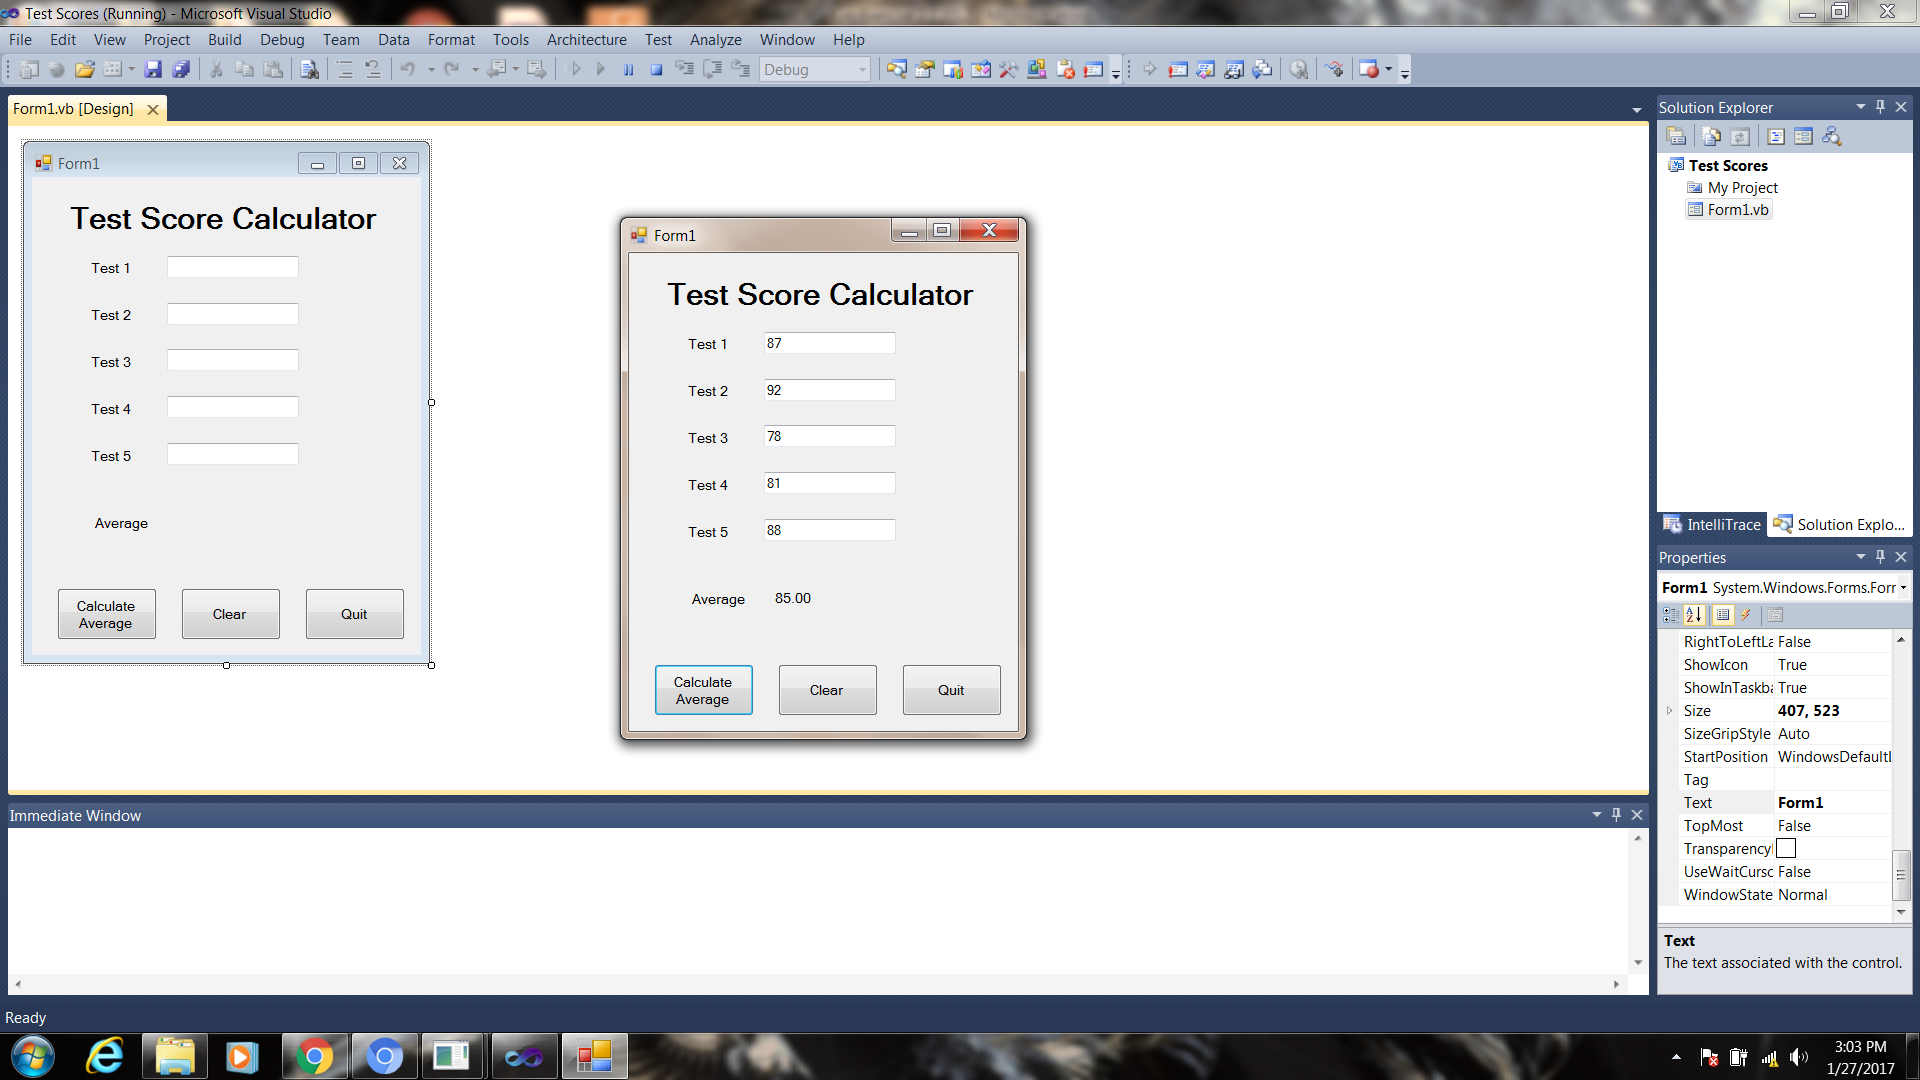 Test Scores (Running) - Microsoft Visual Studio
File Edit View Project Build Debug Team Data Format Tools Architecture Test Analyze Window Help
Debug
Form1.vb [Design]
Form1
Test Score Calculator
Test 1
Test 2
Test 3
Test 4
Test 5
Average
Calculate
Average
Clear
Quit
Form1
Test Score Calculator
Test 1 87
Test 2 92
Test 3 78
Test 4 81
Test 5 88
Average 85.00
Calculate
Average
Clear
Quit
Immediate Window
Solution Explorer
Test Scores
My Project
Form1.vb
IntelliTrace Solution Explo...
Properties
Form1 System.Windows.Forms.Forr
RightToLeftLa False
ShowIcon True
ShowInTaskba True
Size 407, 523
SizeGripStyle Auto
StartPosition WindowsDefaultl
Tag
Text Form1
TopMost False
Transparencyl
UseWaitCursc False
WindowState Normal
Text
The text associated with the control.
Ready
3:03 PM
1/27/2017